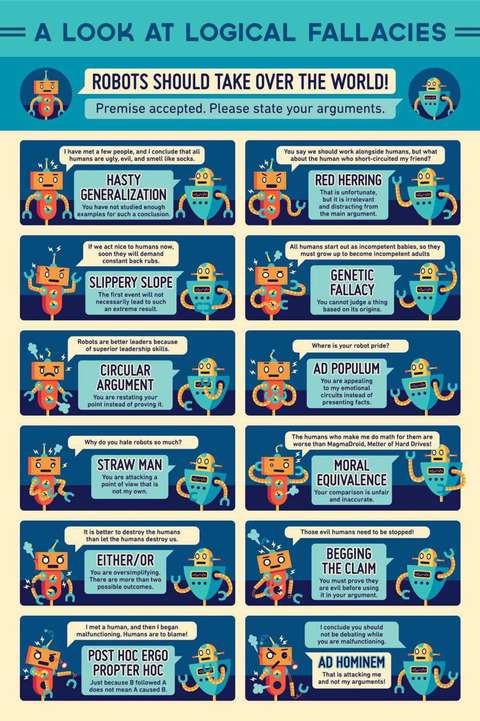 A LOOK AT LOGICAL FALLACIES
ROBOTS SHOULD TAKE OVER THE WORLD!
Premise accepted. Please state your arguments.
I have met a few people, and I conclude that all
humans are ugly, evil, and smell like socks.
HASTY
GENERALIZATION
You have not studied enough
examples for such a conclusion.
You say we should work alongside humans, but what
about the human who short-circuited my friend?
RED HERRING
That is unfortunate,
but it is irrelevant
and distracting from
the main argument.
If we act nice to humans now,
soon they will demand
constant back rubs.
SLIPPERY SLOPE
The first event will not
necessarily lead to such
an extreme result.
All humans start out as incompetent babies, so they
must grow up to become incompetent adults
GENETIC
FALLACY
You cannot judge a thing
based on its origins.
Robots are better leaders because
of superior leadership skills.
CIRCULAR
ARGUMENT
You are restating your
point instead of proving it.
Where is your robot pride?
AD POPULUM
You are appealing
to my emotional
circuits instead of
presenting facts.
Why do you hate robots so much?
STRAW MAN
You are attacking a
point of view that is
not my own.
The humans who make me do math for them are
worse than MagmaDroid, Melter of Hard Drives!
MORAL
EQUIVALENCE
Your comparison is unfair
and inaccurate.
It is better to destroy the humans
than let the humans destroy us.
EITHER/OR
You are oversimplifying.
There are more than two
possible outcomes.
Those evil humans need to be stopped!
BEGGING
THE CLAIM
You must prove they
are evil before using
it in your argument.
I met a human, and then I began
malfunctioning. Humans are to blame!
POST HOC ERGO
PROPTER HOC
Just because B followed A
does not mean A caused B.
I conclude you should
not be debating while
you are malfunctioning.
AD HOMINEM
That is attacking me
and not my arguments!